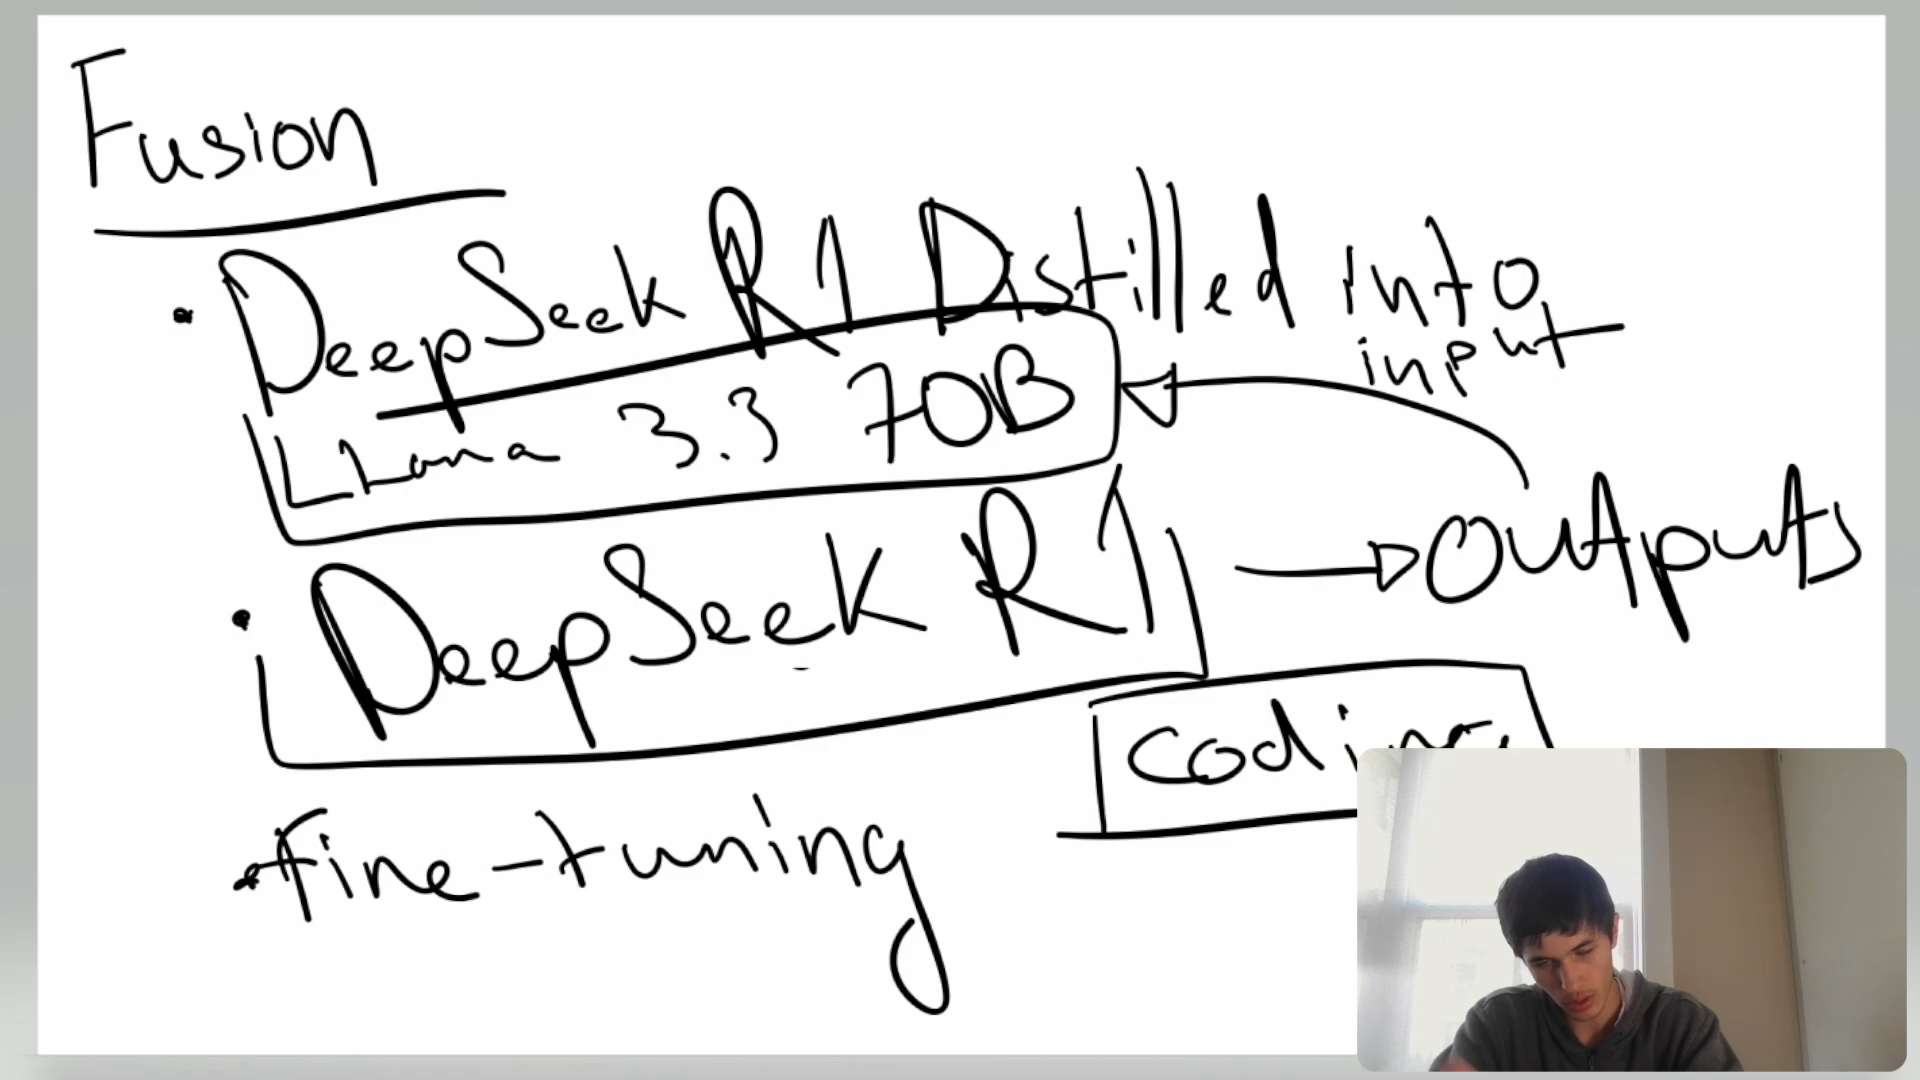 Fusion
• DeepSeek R1 Distilled into
LLama 3.3 70B
input
• DeepSeek R1 → outputs
coding
• fine-tuning